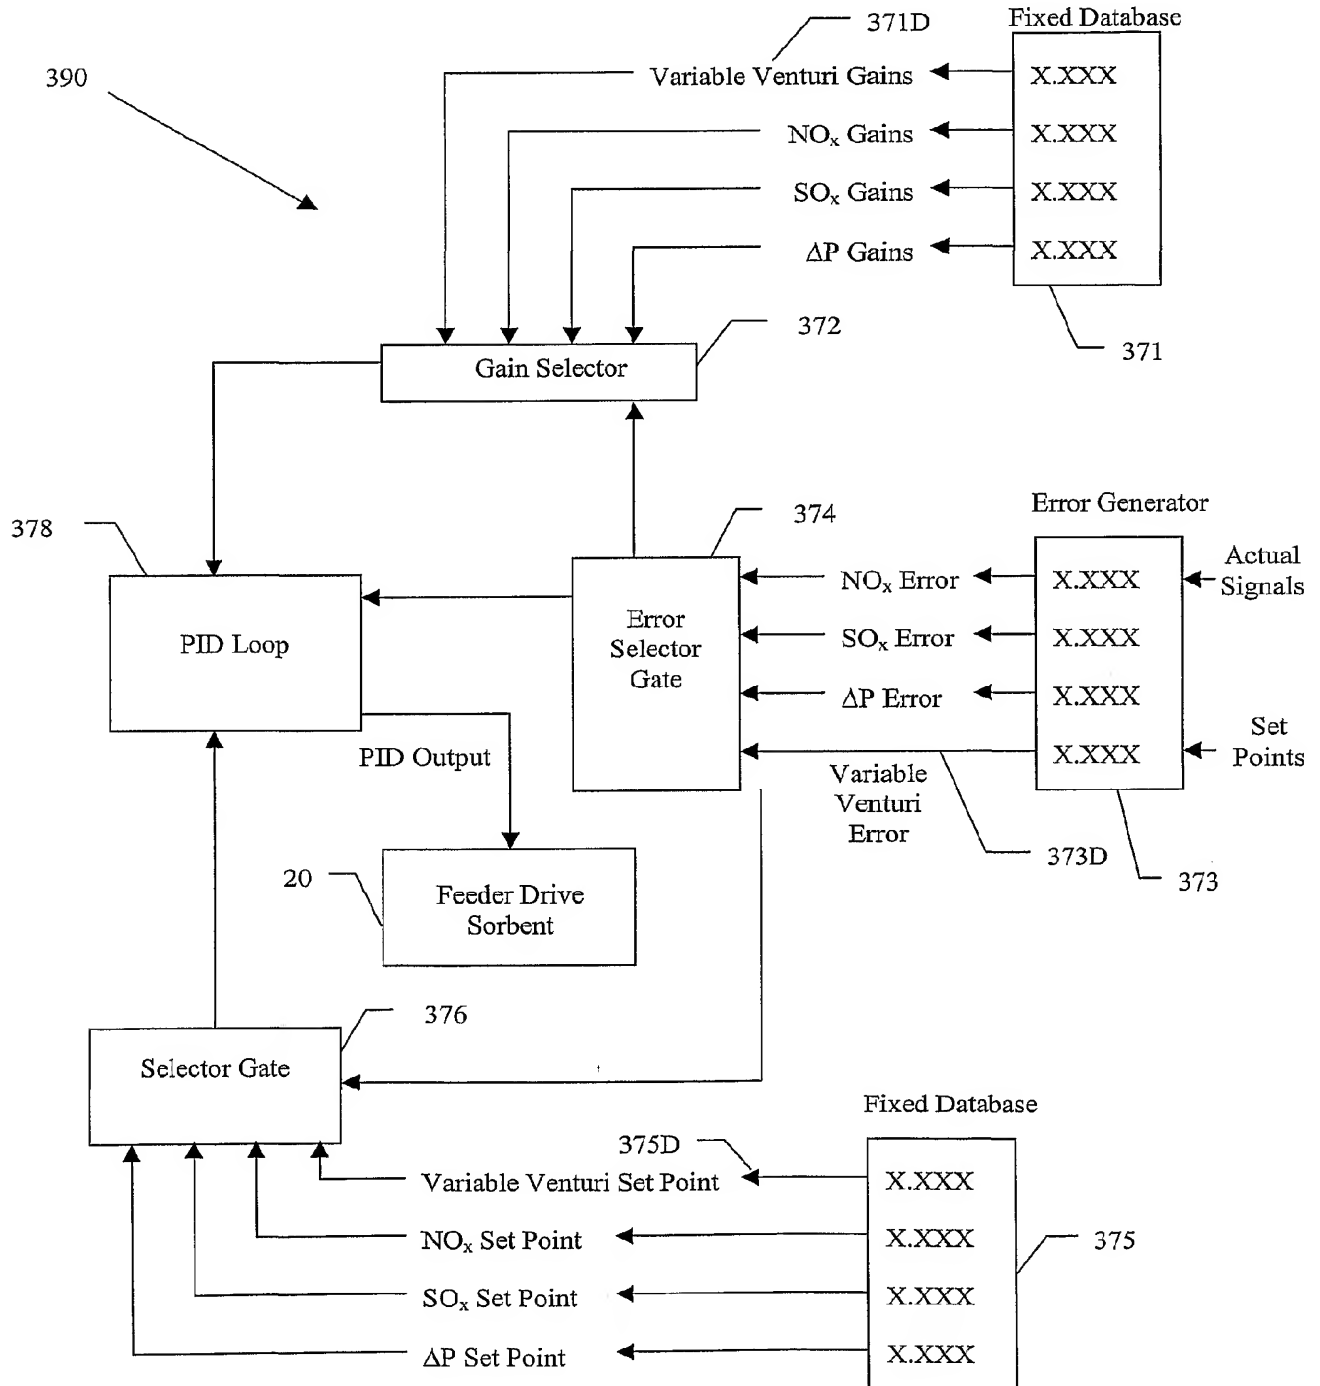 Fixed Database
371D
390
Variable Venturi Gains
X.XXX
NOx Gains
X.XXX
SOx Gains
X.XXX
ΔP Gains
X.XXX
372
371
Gain Selector
378
374
Error Generator
PID Loop
Error
Selector
Gate
NOx Error
X.XXX
Actual
Signals
SOx Error
X.XXX
ΔP Error
X.XXX
Variable
Venturi
Error
X.XXX
Set
Points
PID Output
373D
373
20
Feeder Drive
Sorbent
376
Selector Gate
Fixed Database
375D
Variable Venturi Set Point
X.XXX
NOx Set Point
X.XXX
375
SOx Set Point
X.XXX
ΔP Set Point
X.XXX